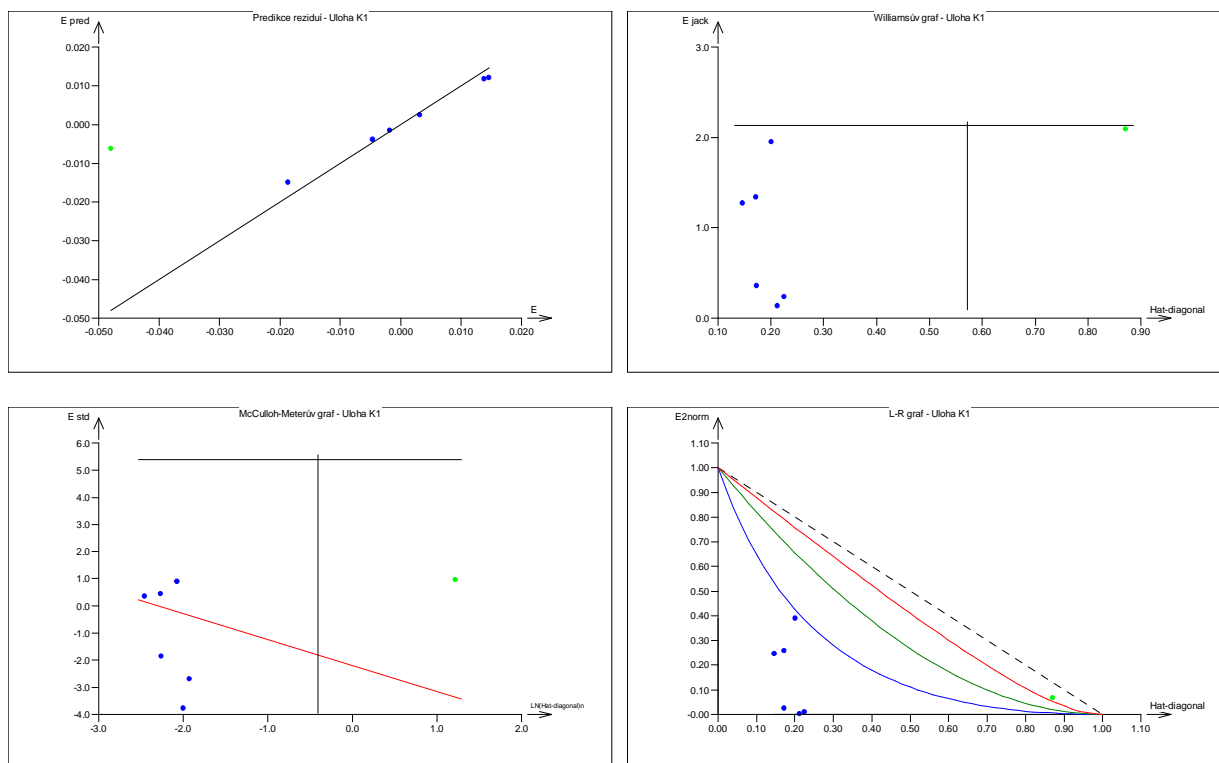 Predikce reziduí - Uloha K1
E pred
0.020
0.010
0.000
-0.010
-0.020
-0.030
-0.040
-0.050
-0.050 -0.040 -0.030 -0.020 -0.010 0.000 0.010 0.020
E
Williamsův graf - Uloha K1
E jack
3.0
2.0
1.0
0.0
0.10 0.20 0.30 0.40 0.50 0.60 0.70 0.80 0.90
Hat-diagonal
McCulloh-Meterův graf - Uloha K1
E std
6.0
5.0
4.0
3.0
2.0
1.0
0.0
-1.0
-2.0
-3.0
-4.0
-3.0 -2.0 -1.0 0.0 1.0 2.0
LN(Hat-diagonal)n
L-R graf - Uloha K1
E2norm
1.10
1.00
0.90
0.80
0.70
0.60
0.50
0.40
0.30
0.20
0.10
-0.00
0.00 0.10 0.20 0.30 0.40 0.50 0.60 0.70 0.80 0.90 1.00 1.10
Hat-diagonal